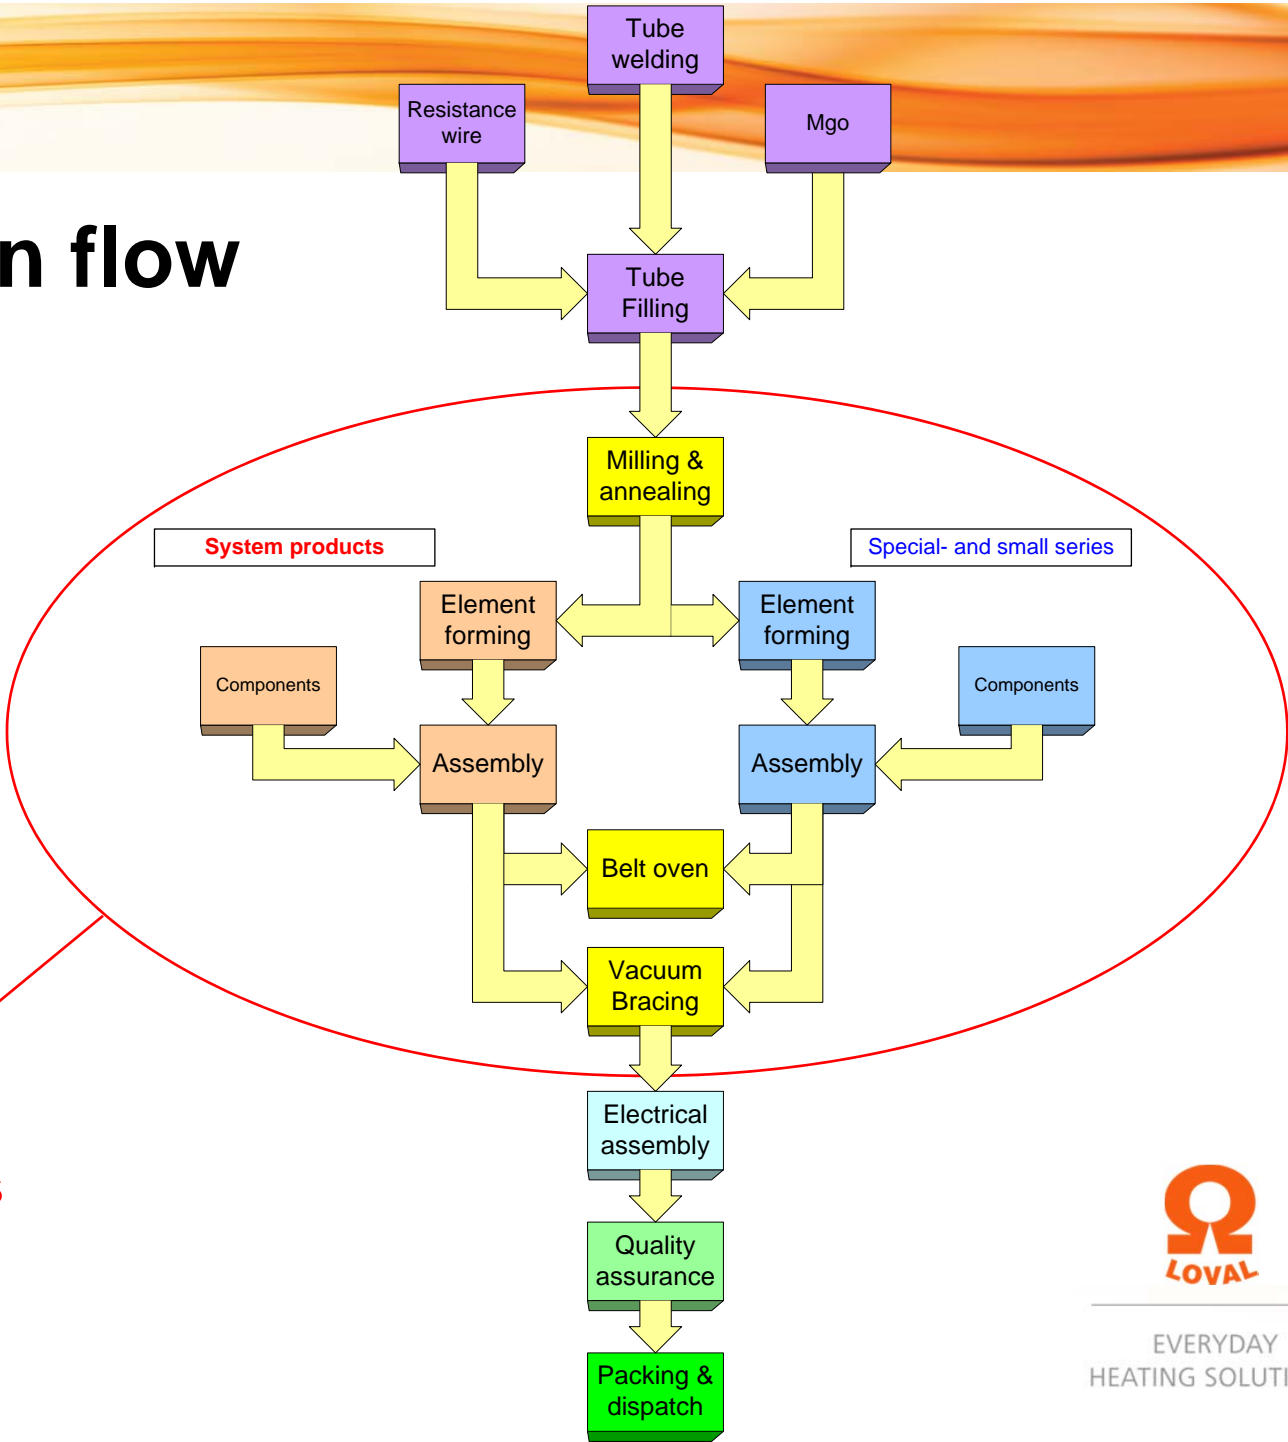 Tube
welding
Resistance
wire
Mgo
n flow
Tube
Filling
Milling &
annealing
System products
Special- and small series
Element
forming
Element
forming
Components
Components
Assembly
Assembly
Belt oven
Vacuum
Bracing
Electrical
assembly
s
Quality
assurance
LOVAL
EVERYDAY
HEATING SOLUTI
Packing &
dispatch